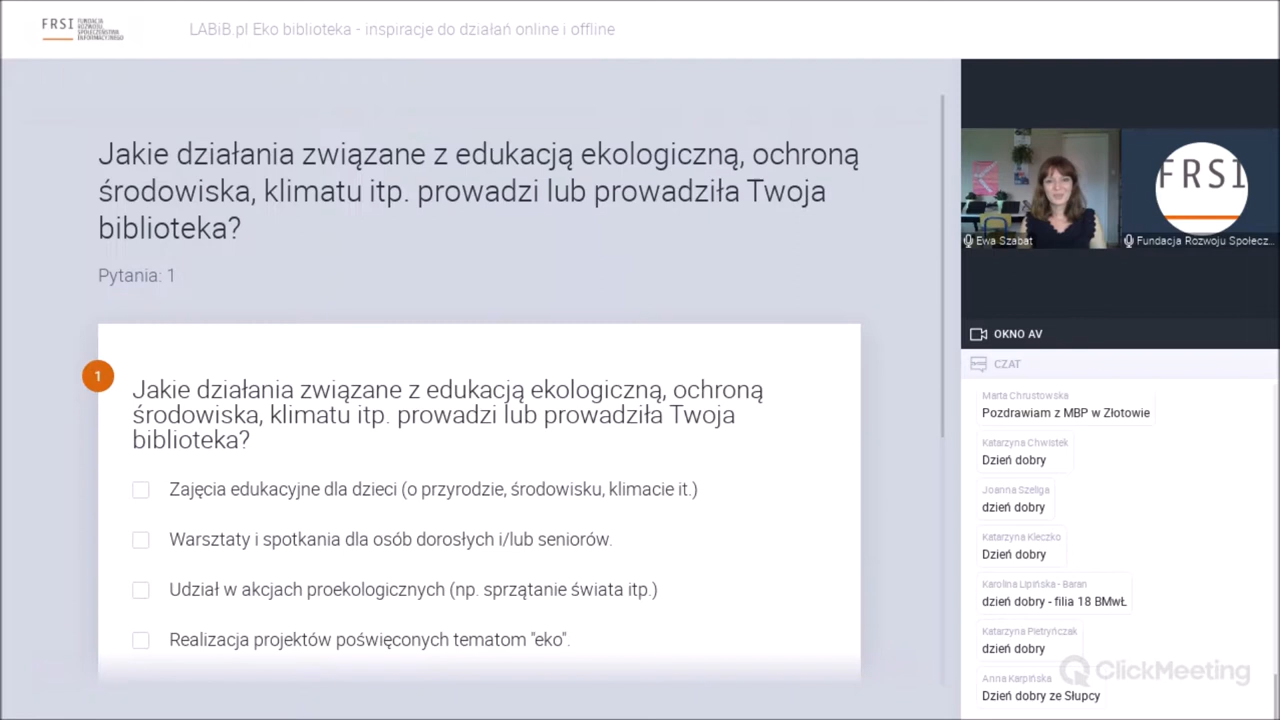 FRSI FUNDACJA
ROZWOJU
SPOŁECZEŃSTWA
INFORMACYJNEGO
LABiB.pl Eko biblioteka - inspiracje do działań online i offline
Jakie działania związane z edukacją ekologiczną, ochroną
środowiska, klimatu itp. prowadzi lub prowadziła Twoja
biblioteka?
Pytania: 1
1
Jakie działania związane z edukacją ekologiczną, ochroną
środowiska, klimatu itp. prowadzi lub prowadziła Twoja
biblioteka?
Zajęcia edukacyjne dla dzieci (o przyrodzie, środowisku, klimacie it.)
Warsztaty i spotkania dla osób dorosłych i/lub seniorów.
Udział w akcjach proekologicznych (np. sprzątanie świata itp.)
Realizacja projektów poświęconych tematom "eko".
FRSI
Ewa Szabat
Fundacja Rozwoju Społecz...
OKNO AV
CZAT
Marta Chrustowska
Pozdrawiam z MBP w Złotowie
Katarzyna Chwistek
Dzień dobry
Joanna Szeliga
dzień dobry
Katarzyna Kleczko
Dzień dobry
Karolina Lipińska - Baran
dzień dobry - filia 18 BMwŁ
Katarzyna Pietryńczak
dzień dobry
Anna Karpińska
Dzień dobry ze Słupcy
ClickMeeting